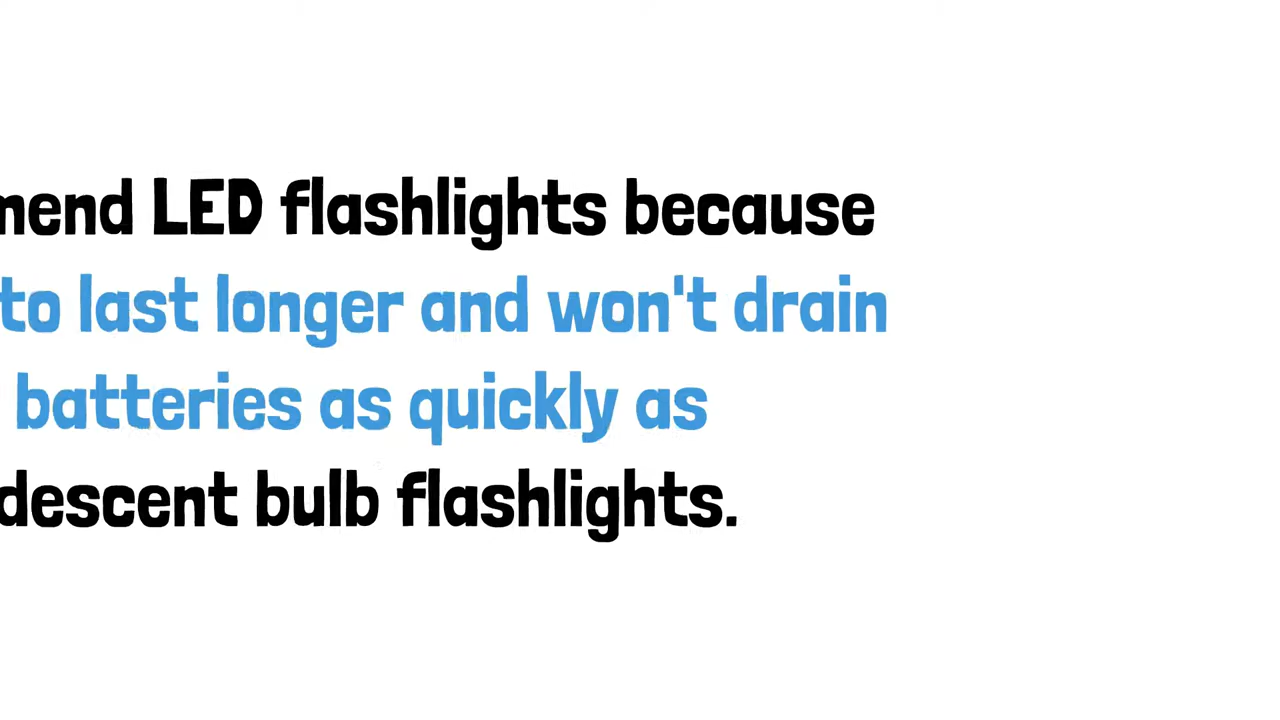 mend LED flashlights because
to last longer and won't drain
batteries as quickly as
descent bulb flashlights.